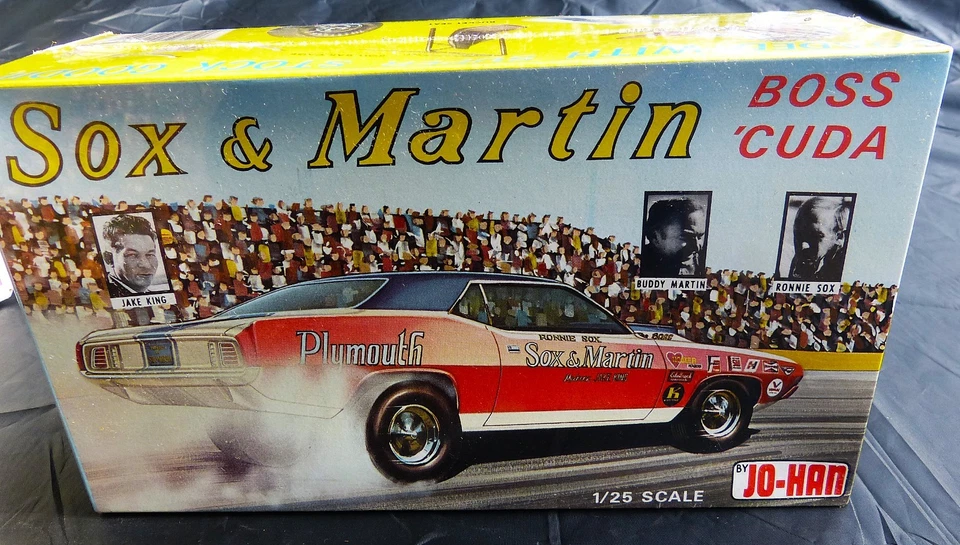 Sox & Martin
BOSS
'CUDA
JAKE KING
BUDDY MARTIN
RONNIE SOX
Plymouth
RONNIE SOX
BOSS
Sox & Martin
1/25 SCALE
BY
JO-HAN